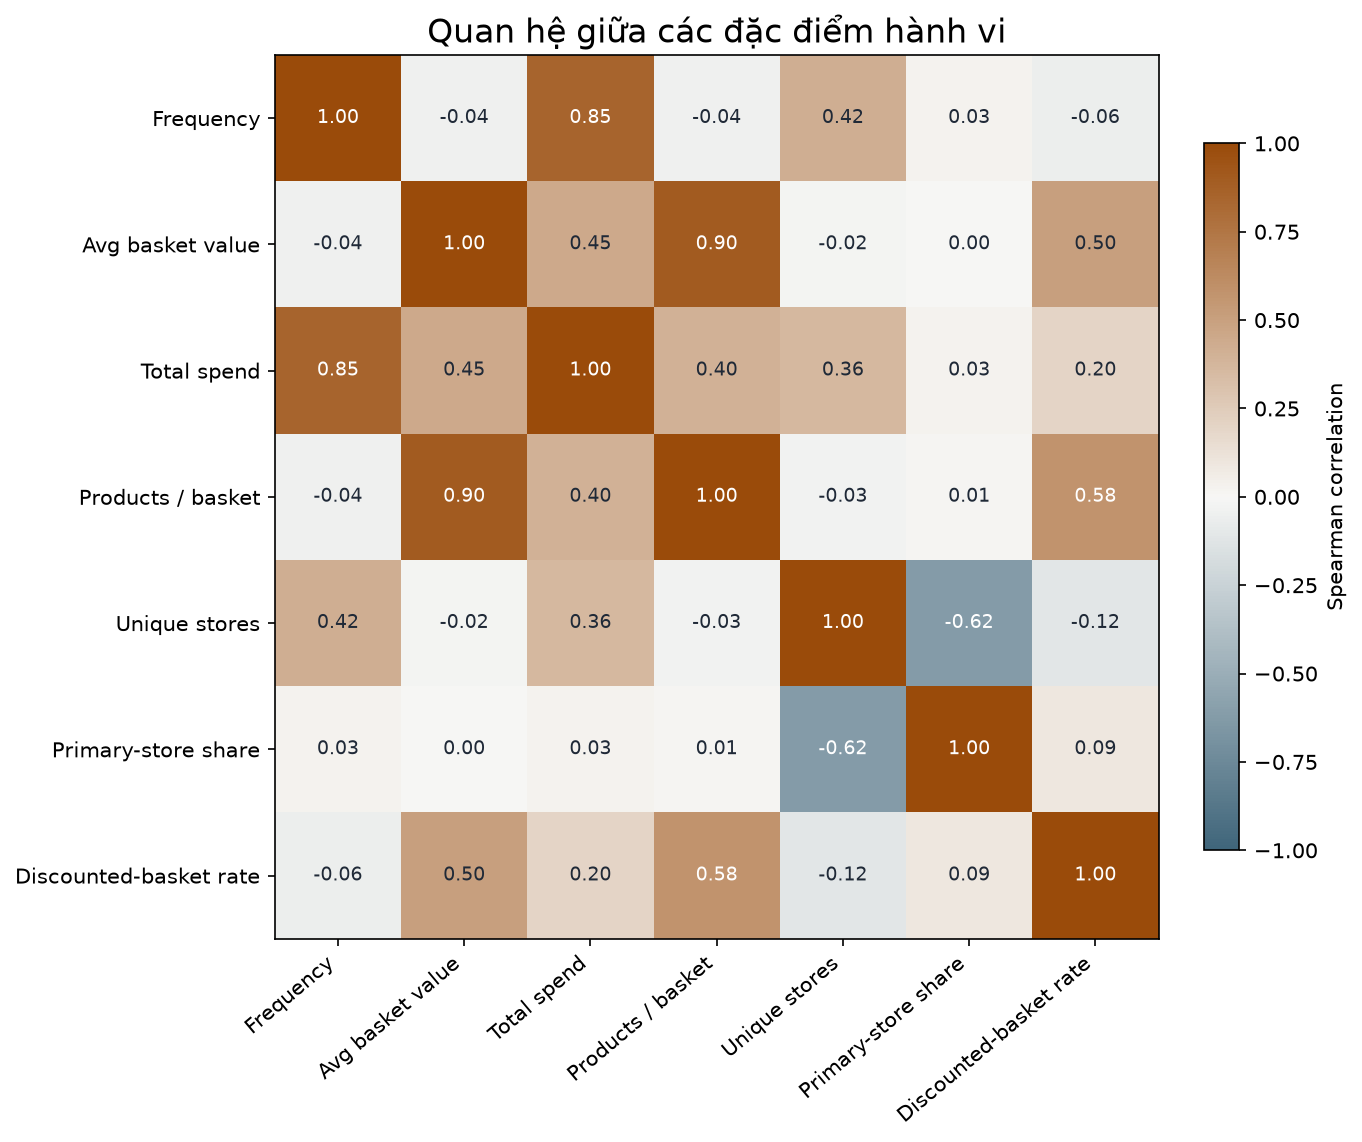 Quan hệ giữa các đặc điểm hành vi
Frequency 1.00 -0.04 0.85 -0.04 0.42 0.03 -0.06
Avg basket value -0.04 1.00 0.45 0.90 -0.02 0.00 0.50
Total spend 0.85 0.45 1.00 0.40 0.36 0.03 0.20
Products / basket -0.04 0.90 0.40 1.00 -0.03 0.01 0.58
Unique stores 0.42 -0.02 0.36 -0.03 1.00 -0.62 -0.12
Primary-store share 0.03 0.00 0.03 0.01 -0.62 1.00 0.09
Discounted-basket rate -0.06 0.50 0.20 0.58 -0.12 0.09 1.00
Frequency
Avg basket value
Total spend
Products / basket
Unique stores
Primary-store share
Discounted-basket rate
1.00
0.75
0.50
0.25
0.00
−0.25
−0.50
−0.75
−1.00
Spearman correlation